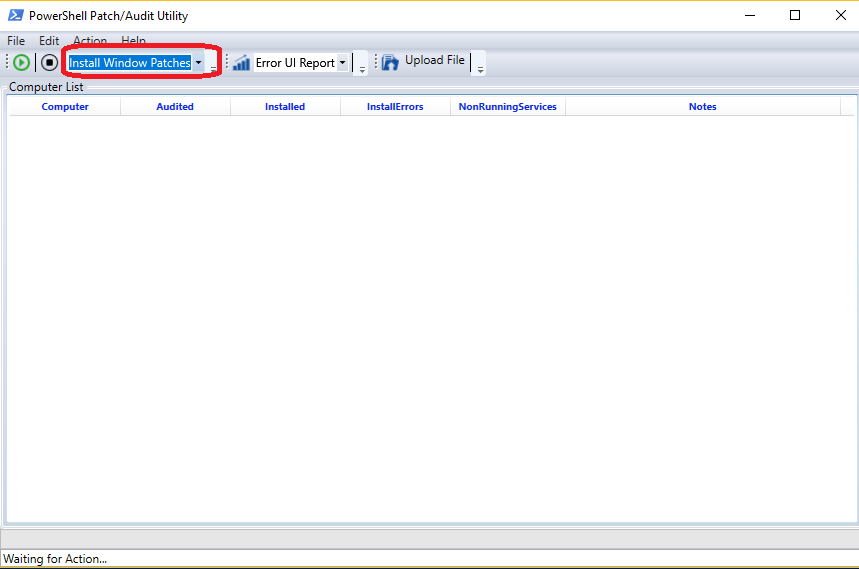 PowerShell Patch/Audit Utility
File Edit Action Help
Install Window Patches Error UI Report Upload File
Computer List
Computer Audited Installed InstallErrors NonRunningServices Notes
Waiting for Action...